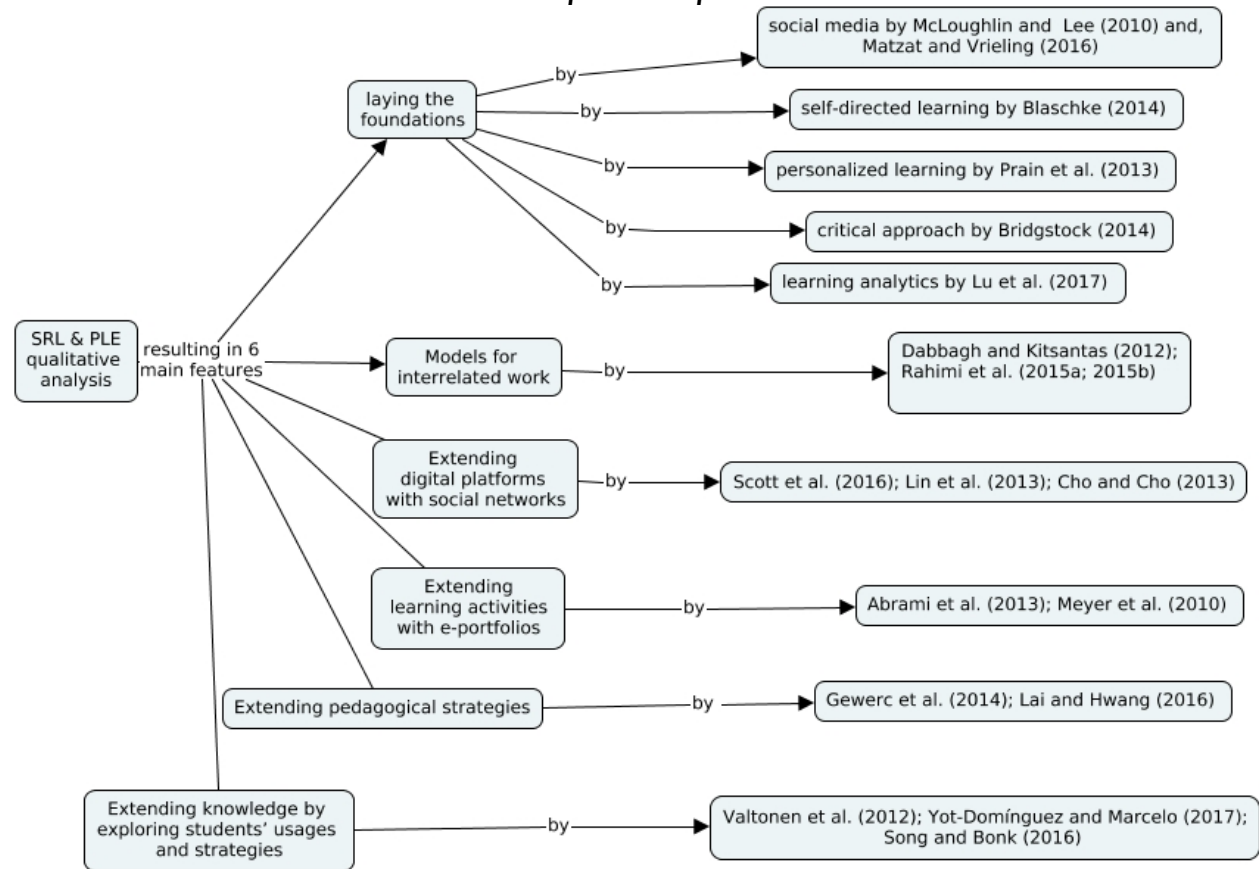 social media by McLoughlin and Lee (2010) and,
Matzat and Vrieling (2016)
by
laying the
foundations
by
self-directed learning by Blaschke (2014)
by
personalized learning by Prain et al. (2013)
by
critical approach by Bridgstock (2014)
by
learning analytics by Lu et al. (2017)
SRL & PLE
qualitative
analysis
resulting in 6
main features
Models for
interrelated work
by
Dabbagh and Kitsantas (2012);
Rahimi et al. (2015a; 2015b)
Extending
digital platforms
with social networks
by
Scott et al. (2016); Lin et al. (2013); Cho and Cho (2013)
Extending
learning activities
with e-portfolios
by
Abrami et al. (2013); Meyer et al. (2010)
Extending pedagogical strategies
by
Gewerc et al. (2014); Lai and Hwang (2016)
Extending knowledge by
exploring students’ usages
and strategies
by
Valtonen et al. (2012); Yot-Domínguez and Marcelo (2017);
Song and Bonk (2016)